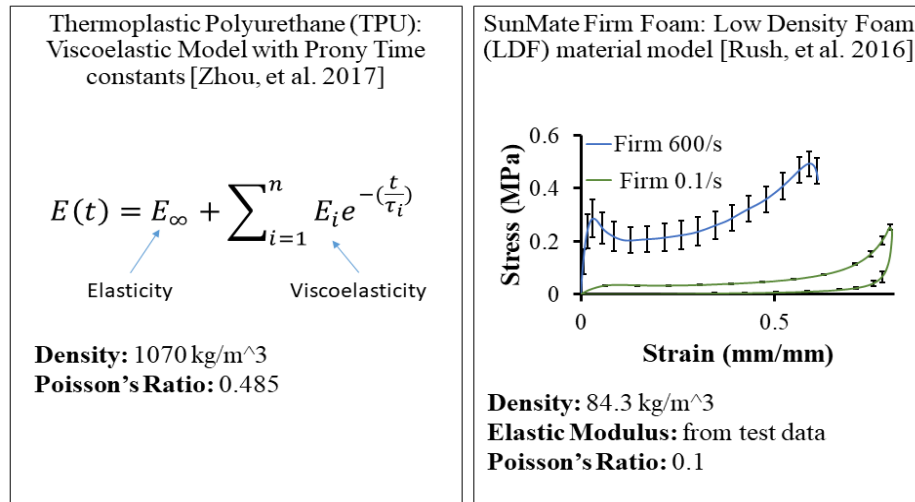 Thermoplastic Polyurethane (TPU):
Viscoelastic Model with Prony Time
constants [Zhou, et al. 2017]
E(t) = E∞ + ∑ⁿᵢ₌₁ Eᵢe^−(t/τᵢ)
Elasticity
Viscoelasticity
Density: 1070 kg/m^3
Poisson's Ratio: 0.485
SunMate Firm Foam: Low Density Foam
(LDF) material model [Rush, et al. 2016]
Stress (MPa)
0.6
0.4
0.2
0
Firm 600/s
Firm 0.1/s
0
0.5
Strain (mm/mm)
Density: 84.3 kg/m^3
Elastic Modulus: from test data
Poisson's Ratio: 0.1